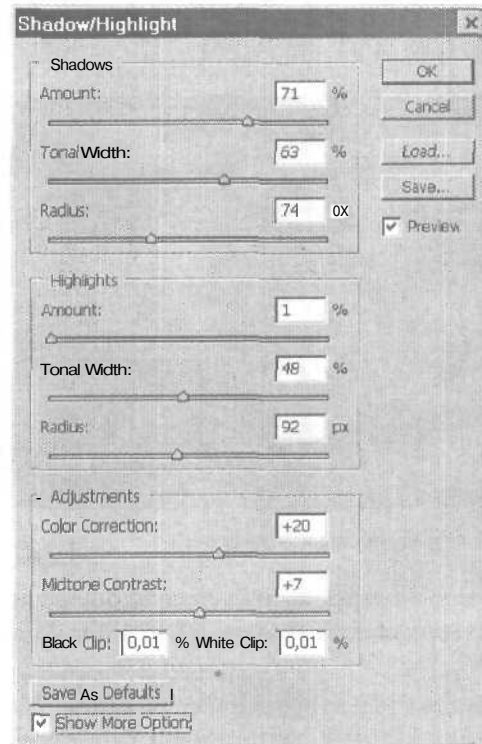 Shadow/Highlight
Shadows
Amount: 71 %
Tonal Width: 63 %
Radius: 74 0X
Highlights
Amount: 1 %
Tonal Width: 48 %
Radius: 92 px
- Adjustments
Color Correction: +20
Midtone Contrast: +7
Black Clip: 0,01 % White Clip: 0,01 %
Save As Defaults
Show More Option
OK
Cancel
Load...
Save...
Preview